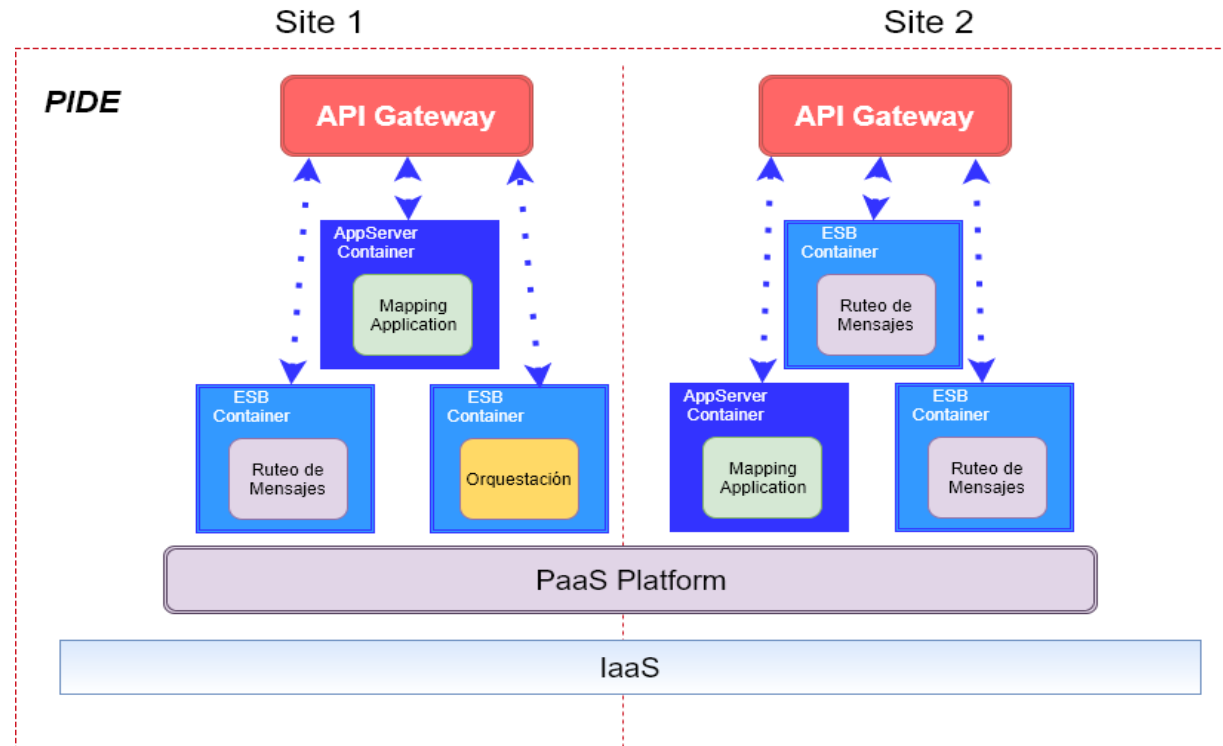 Site 1
Site 2
PIDE
API Gateway
API Gateway
AppServer
Container
Mapping
Application
ESB
Container
Ruteo de
Mensajes
ESB
Container
Ruteo de
Mensajes
ESB
Container
Orquestación
AppServer
Container
Mapping
Application
ESB
Container
Ruteo de
Mensajes
PaaS Platform
IaaS